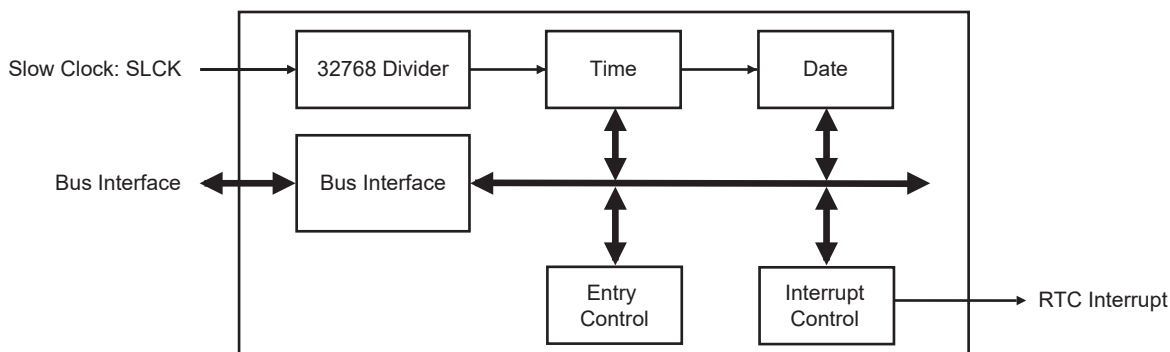 Slow Clock: SLCK
32768 Divider
Time
Date
Bus Interface
Bus Interface
Entry
Control
Interrupt
Control
RTC Interrupt